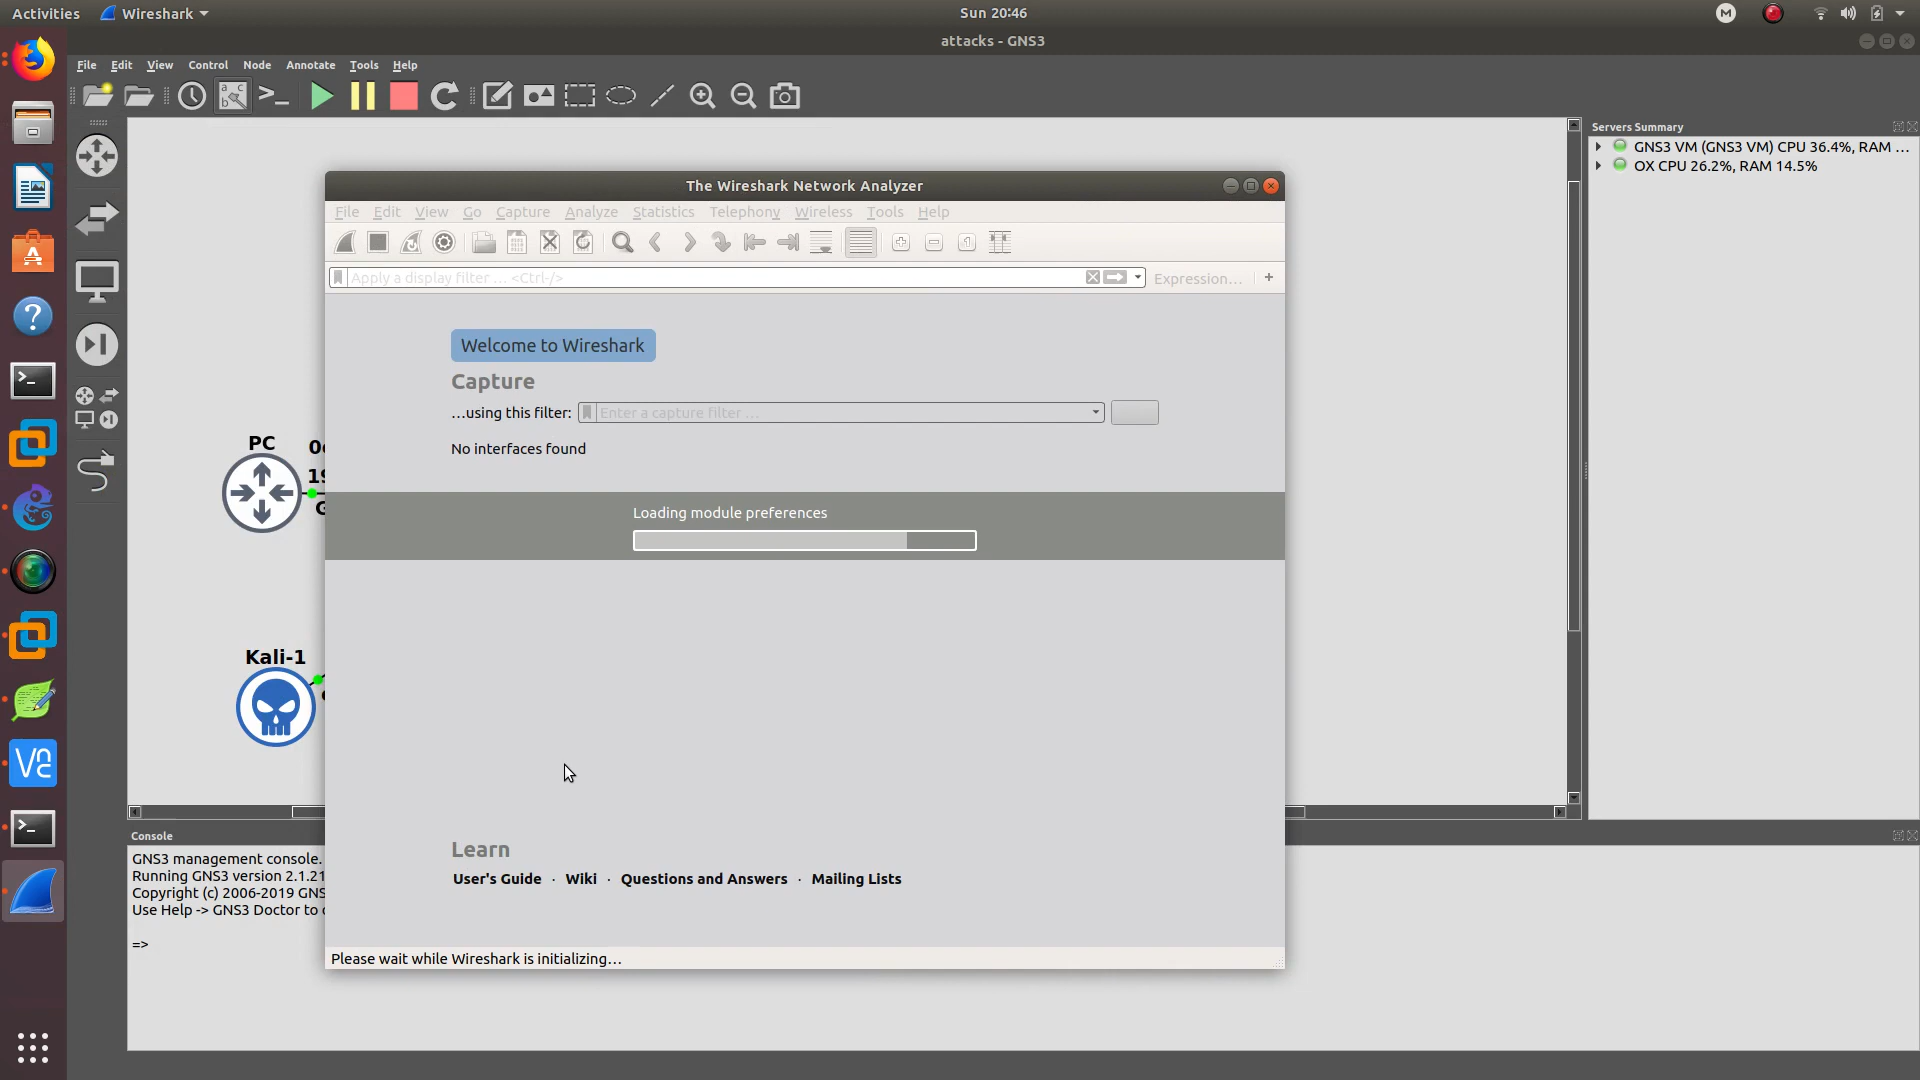 Activities
Wireshark
Sun 20:46
attacks - GNS3
File Edit View Control Node Annotate Tools Help
Servers Summary
GNS3 VM (GNS3 VM) CPU 36.4%, RAM ...
OX CPU 26.2%, RAM 14.5%
The Wireshark Network Analyzer
File Edit View Go Capture Analyze Statistics Telephony Wireless Tools Help
Apply a display filter ... <Ctrl-/>
Expression...
+
Welcome to Wireshark
Capture
...using this filter:
Enter a capture filter ...
No interfaces found
Loading module preferences
PC
Kali-1
Learn
User's Guide · Wiki · Questions and Answers · Mailing Lists
Please wait while Wireshark is initializing...
Console
GNS3 management console.
Running GNS3 version 2.1.21
Copyright (c) 2006-2019 GNS
Use Help -> GNS3 Doctor to
=>